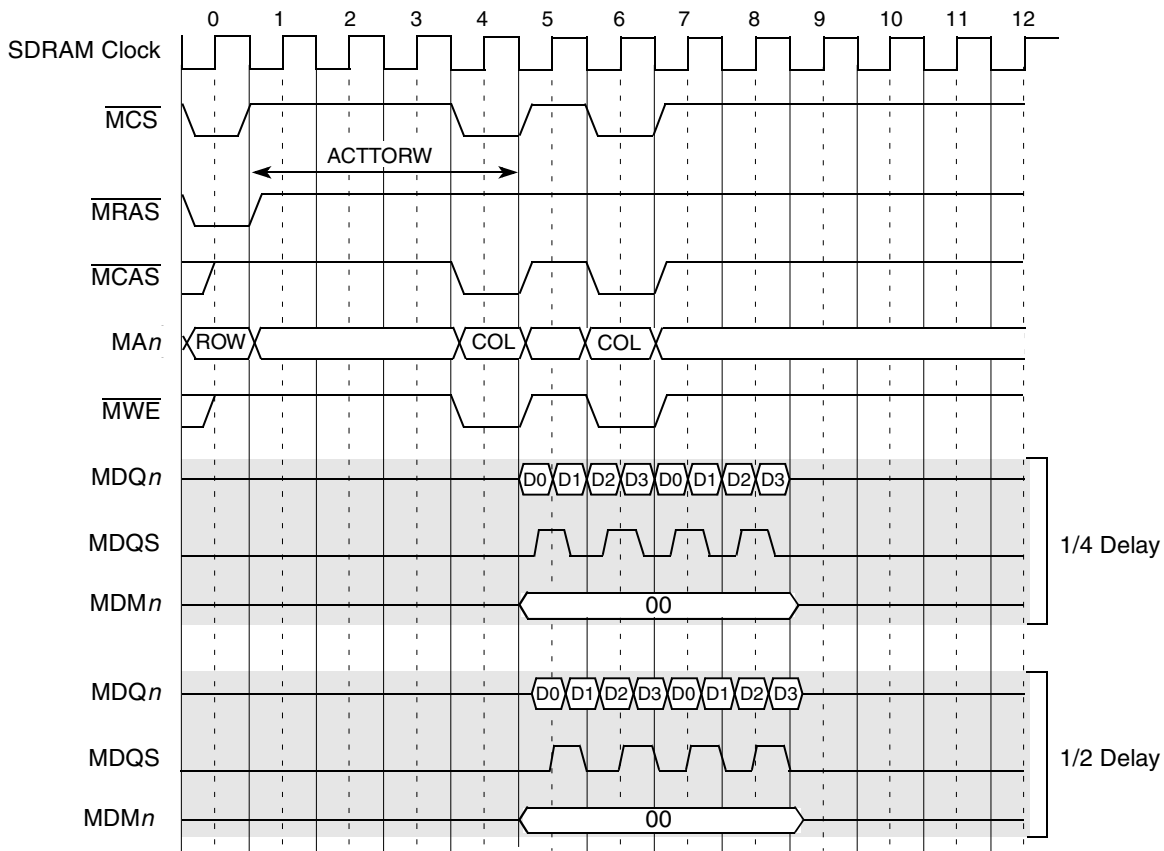 0 1 2 3 4 5 6 7 8 9 10 11 12
SDRAM Clock
MCS
ACTTORW
MRAS
MCAS
MAn ROW COL COL
MWE
MDQn D0 D1 D2 D3 D0 D1 D2 D3
MDQS
1/4 Delay
MDMn 00
MDQn D0 D1 D2 D3 D0 D1 D2 D3
MDQS
1/2 Delay
MDMn 00